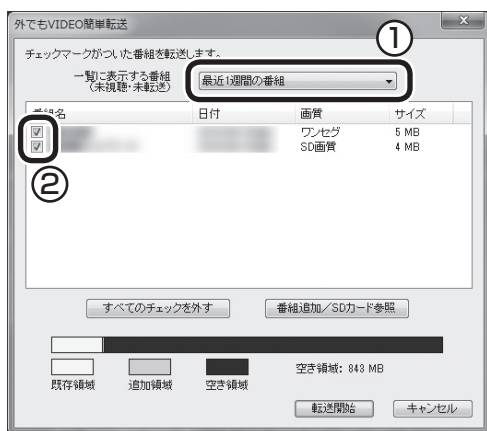 外でもVIDEO簡単転送
チェックマークがついた番組を転送します。
①
一覧に表示する番組
(未視聴・未転送)
最近1週間の番組
番組名 日付 画質 サイズ
ワンセグ 5 MB
SD画質 4 MB
②
すべてのチェックを外す 番組追加/SDカード参照
既存領域 追加領域 空き領域 空き領域: 843 MB
転送開始 キャンセル